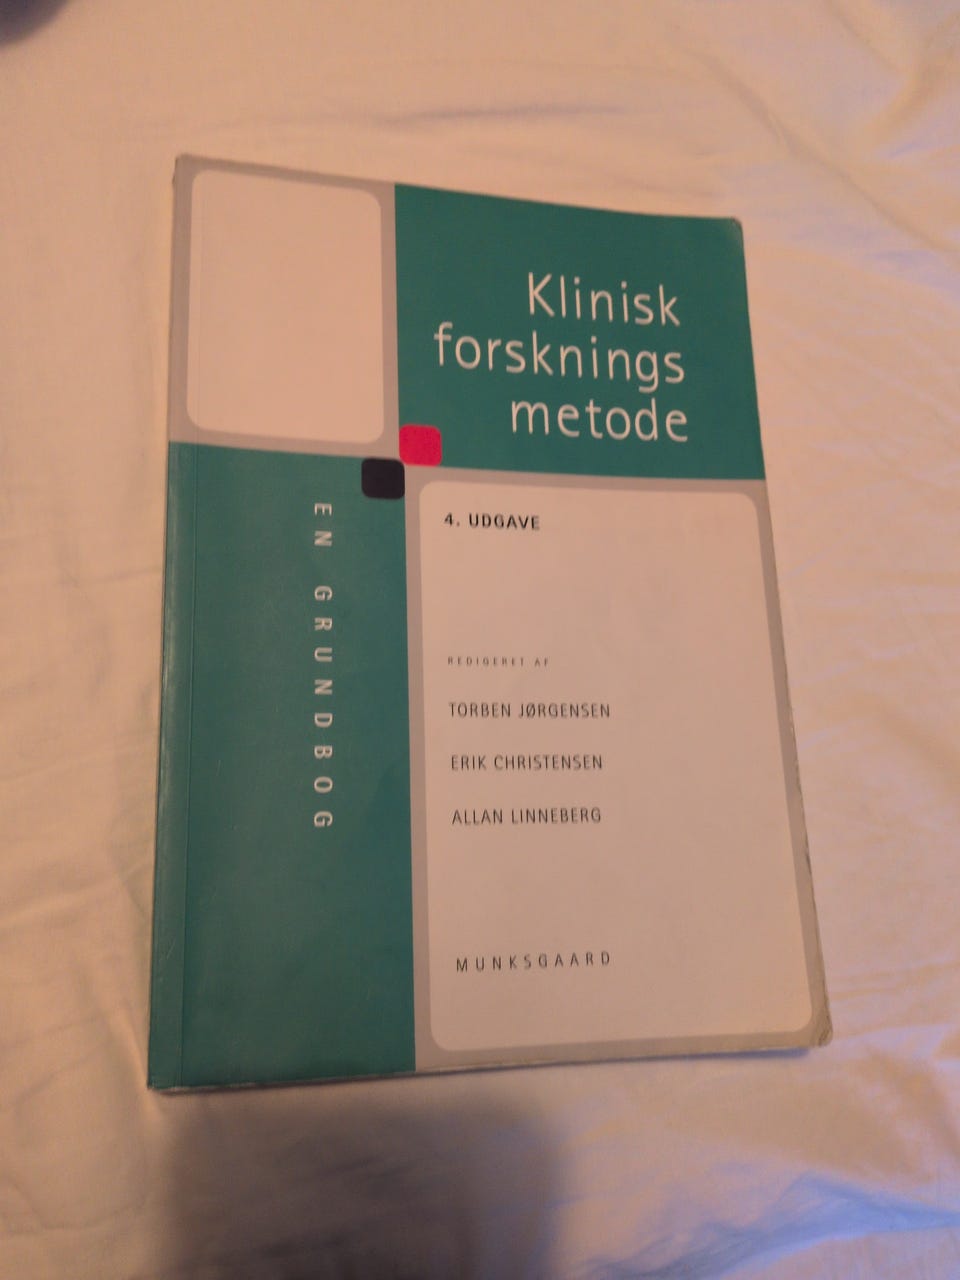 Klinisk
forsknings
metode
EN GRUNDBOG
4. UDGAVE
REDIGERET AF
TORBEN JØRGENSEN
ERIK CHRISTENSEN
ALLAN LINNEBERG
MUNKSGAARD